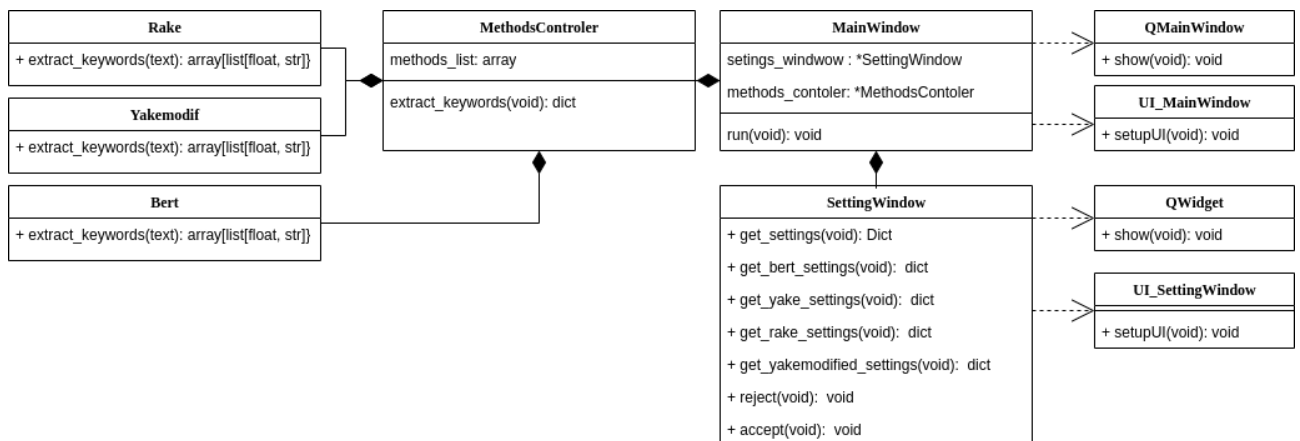 Rake
+ extract_keywords(text): array[list[float, str]}
Yakemodif
+ extract_keywords(text): array[list[float, str]}
Bert
+ extract_keywords(text): array[list[float, str]}
MethodsControler
methods_list: array
extract_keywords(void): dict
MainWindow
setings_windwow : *SettingWindow
methods_contoler: *MethodsContoler
run(void): void
SettingWindow
+ get_settings(void): Dict
+ get_bert_settings(void): dict
+ get_yake_settings(void): dict
+ get_rake_settings(void): dict
+ get_yakemodified_settings(void): dict
+ reject(void): void
+ accept(void): void
QMainWindow
+ show(void): void
UI_MainWindow
+ setupUI(void): void
QWidget
+ show(void): void
UI_SettingWindow
+ setupUI(void): void